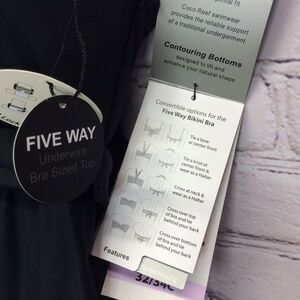 Coco Reef swimwear
provides the reliable support
of a traditional undergarment
Contouring Bottoms
designed to lift and
enhance your natural shape
Convertible options for the
Five Way Bikini Bra
Tie a bow
at center front
Tie a knot at
center front &
wear as a Halter
Cross at neck &
wear as a Halter
Cross over top
of bra and tie
behind your back
Cross over bottom
of bra and tie
behind your back
Features
32/34C
FIVE WAY
Underwire
Bra Sized Top